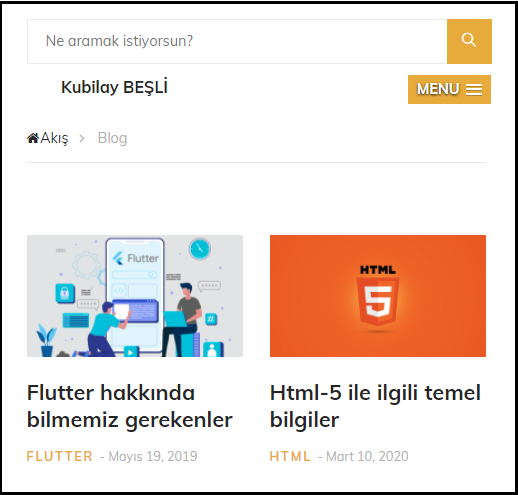 Ne aramak istiyorsun?
Kubilay BEŞLİ
MENU
Akış > Blog
Flutter
HTML
5
Flutter hakkında
bilmemiz gerekenler
Html-5 ile ilgili temel
bilgiler
FLUTTER - Mayıs 19, 2019
HTML - Mart 10, 2020